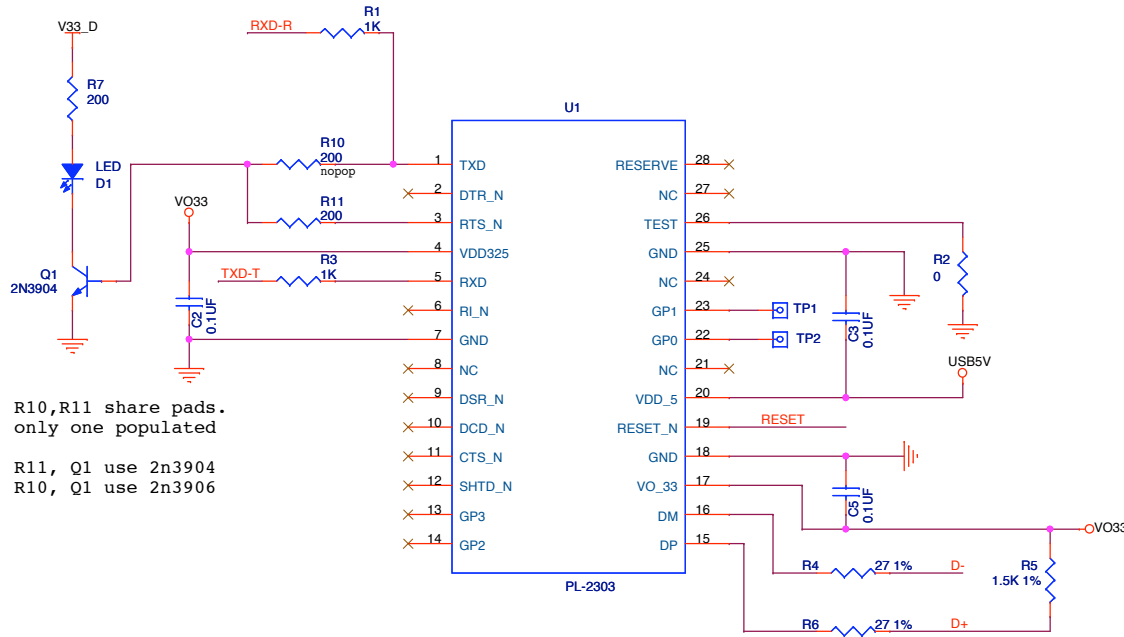 RXD-R
R1
1K
V33_D
R7
200
LED
D1
Q1
2N3904
VO33
C2
0.1UF
R10
200
nopop
R11
200
TXD-T
R3
1K
U1
1 TXD
2 DTR_N
3 RTS_N
4 VDD325
5 RXD
6 RI_N
7 GND
8 NC
9 DSR_N
10 DCD_N
11 CTS_N
12 SHTD_N
13 GP3
14 GP2
RESERVE 28
NC 27
TEST 26
GND 25
NC 24
GP1 23
GP0 22
NC 21
VDD_5 20
RESET_N 19
GND 18
VO_33 17
DM 16
DP 15
PL-2303
TP1
TP2
C3
0.1UF
R2
0
USB5V
RESET
C5
0.1UF
VO33
R4 27 1% D-
R5
1.5K 1%
R6 27 1% D+
R10,R11 share pads.
only one populated
R11, Q1 use 2n3904
R10, Q1 use 2n3906